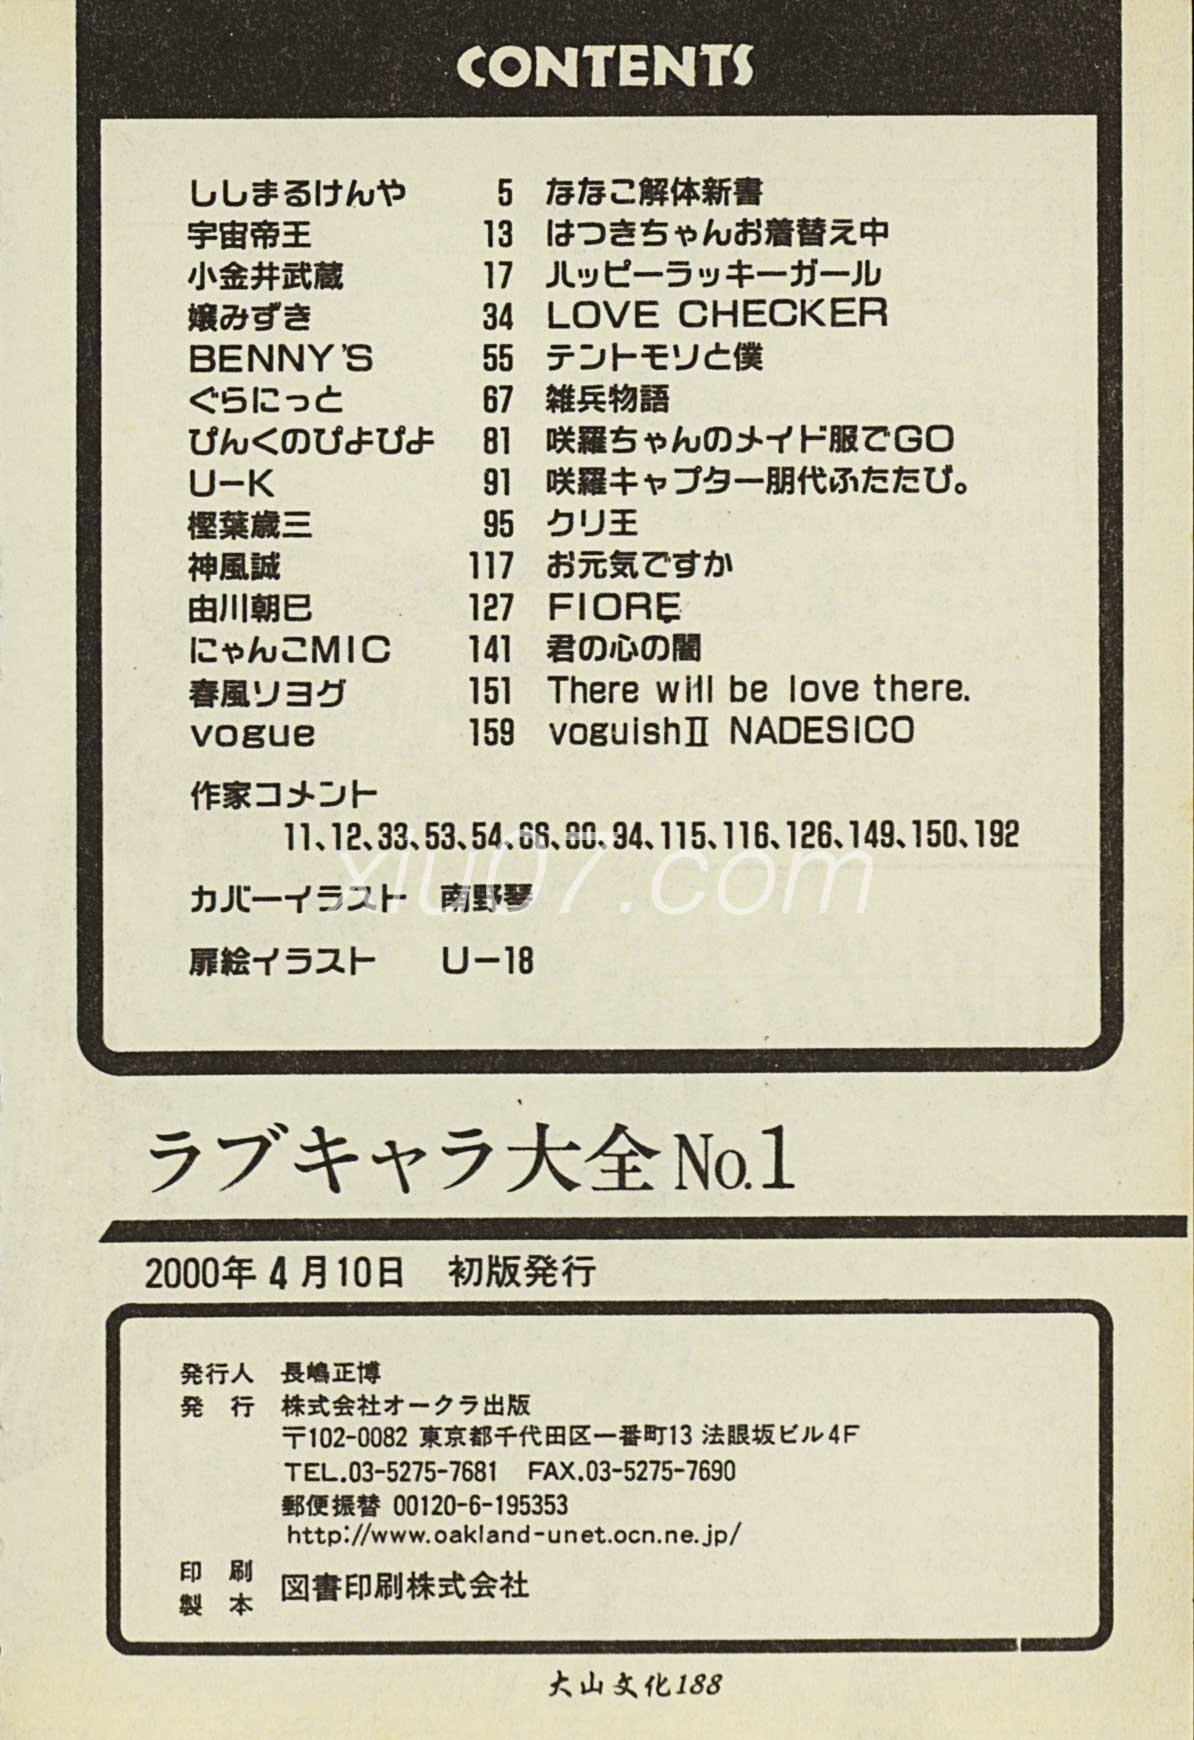 CONTENTS
ししまるけんや 5 ななこ解体新書
宇宙帝王 13 はつきちゃんお着替え中
小金井武蔵 17 ハッピーラッキーガール
嬢みずき 34 LOVE CHECKER
BENNY'S 55 テントモソと僕
ぐらにっと 67 雑兵物語
ぴんくのぴよぴよ 81 咲羅ちゃんのメイド服でGO
U-K 91 咲羅キャプター朋代ふたたび。
樫葉歳三 95 クリ王
神風誠 117 お元気ですか
由川朝巳 127 FIORE
にゃんこMIC 141 君の心の闇
春風ソヨグ 151 There will be love there.
vogue 159 voguishⅡ NADESICO
作家コメント
11、12、33、53、54、66、80、94、115、116、126、149、150、192
xiu07.com
カバーイラスト 南野琴
扉絵イラスト U-18
ラブキャラ大全No.1
2000年4月10日 初版発行
発行人 長嶋正博
発行 株式会社オークラ出版
〒102-0082 東京都千代田区一番町13 法眼坂ビル4F
TEL.03-5275-7681 FAX.03-5275-7690
郵便振替 00120-6-195353
http://www.oakland-unet.ocn.ne.jp/
印刷
製本 図書印刷株式会社
大山文化188